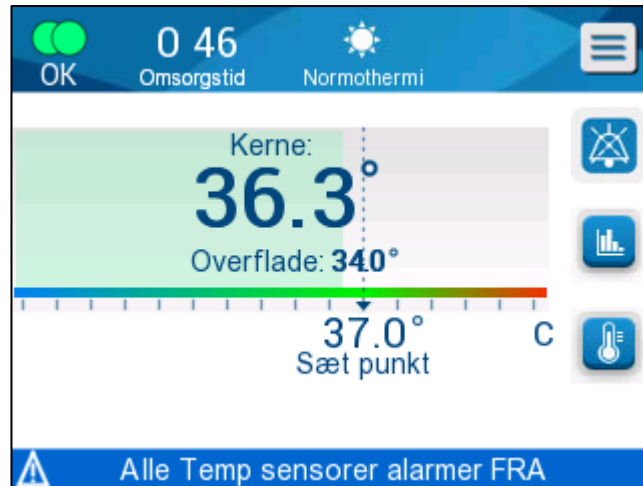 OK
0 46
Omsorgstid
Normothermi
Kerne:
36.3°
Overflade: 34.0°
37.0°
C
Sæt punkt
Alle Temp sensorer alarmer FRA